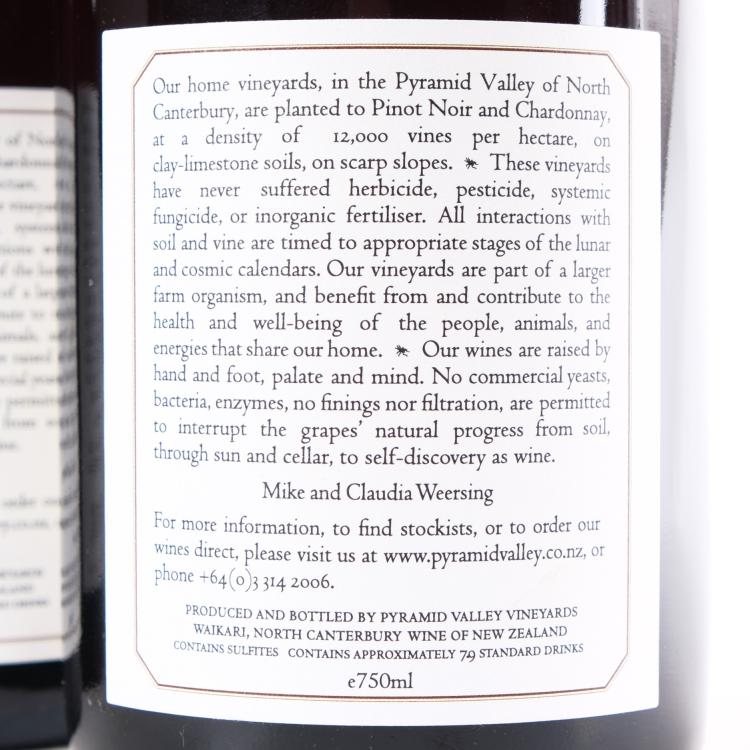 Our home vineyards, in the Pyramid Valley of North
Canterbury, are planted to Pinot Noir and Chardonnay,
at a density of 12,000 vines per hectare, on
clay-limestone soils, on scarp slopes. These vineyards
have never suffered herbicide, pesticide, systemic
fungicide, or inorganic fertiliser. All interactions with
soil and vine are timed to appropriate stages of the lunar
and cosmic calendars. Our vineyards are part of a larger
farm organism, and benefit from and contribute to the
health and well-being of the people, animals, and
energies that share our home. Our wines are raised by
hand and foot, palate and mind. No commercial yeasts,
bacteria, enzymes, no finings nor filtration, are permitted
to interrupt the grapes' natural progress from soil,
through sun and cellar, to self-discovery as wine.
Mike and Claudia Weersing
For more information, to find stockists, or to order our
wines direct, please visit us at www.pyramidvalley.co.nz, or
phone +64(0)3 314 2006.
PRODUCED AND BOTTLED BY PYRAMID VALLEY VINEYARDS
WAIKARI, NORTH CANTERBURY WINE OF NEW ZEALAND
CONTAINS SULFITES CONTAINS APPROXIMATELY 7.9 STANDARD DRINKS
e750ml